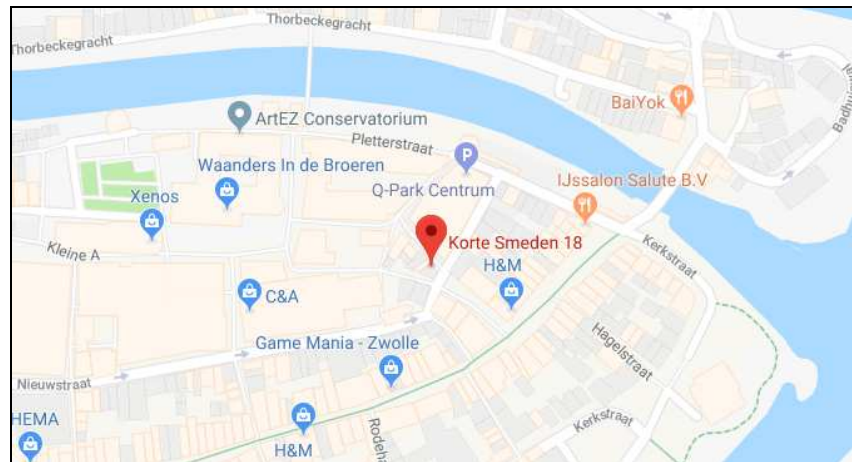 Thorbeckegracht
Thorbeckegracht
BaiYok
ArtEZ Conservatorium
Pletterstraat
Waanders In de Broeren
P
Q-Park Centrum
IJssalon Salute B.V
Xenos
Korte Smeden 18
Kerkstraat
Kleine A
H&M
C&A
Game Mania - Zwolle
Hagelstraat
Nieuwstraat
HEMA
H&M
Kerkstraat